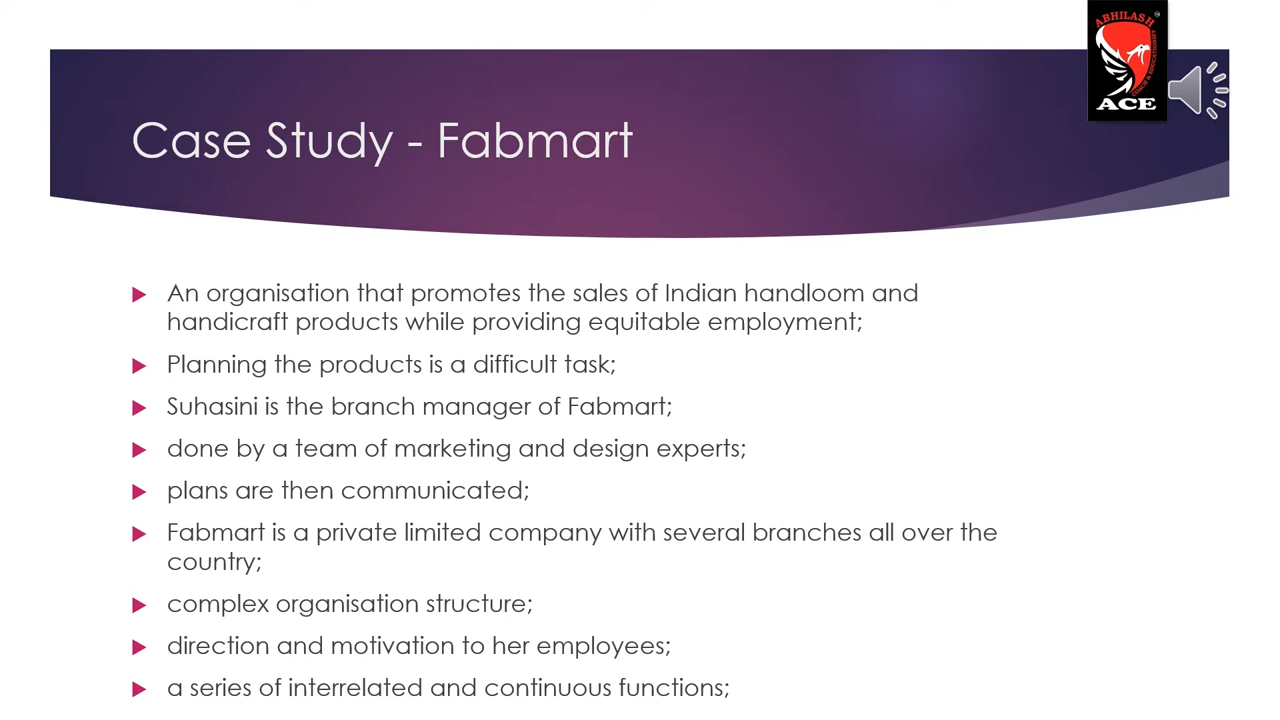 ABHILASH
COACH & EDUCATIONIST
ACE
Case Study - Fabmart
An organisation that promotes the sales of Indian handloom and
handicraft products while providing equitable employment;
Planning the products is a difficult task;
Suhasini is the branch manager of Fabmart;
done by a team of marketing and design experts;
plans are then communicated;
Fabmart is a private limited company with several branches all over the
country;
complex organisation structure;
direction and motivation to her employees;
a series of interrelated and continuous functions;